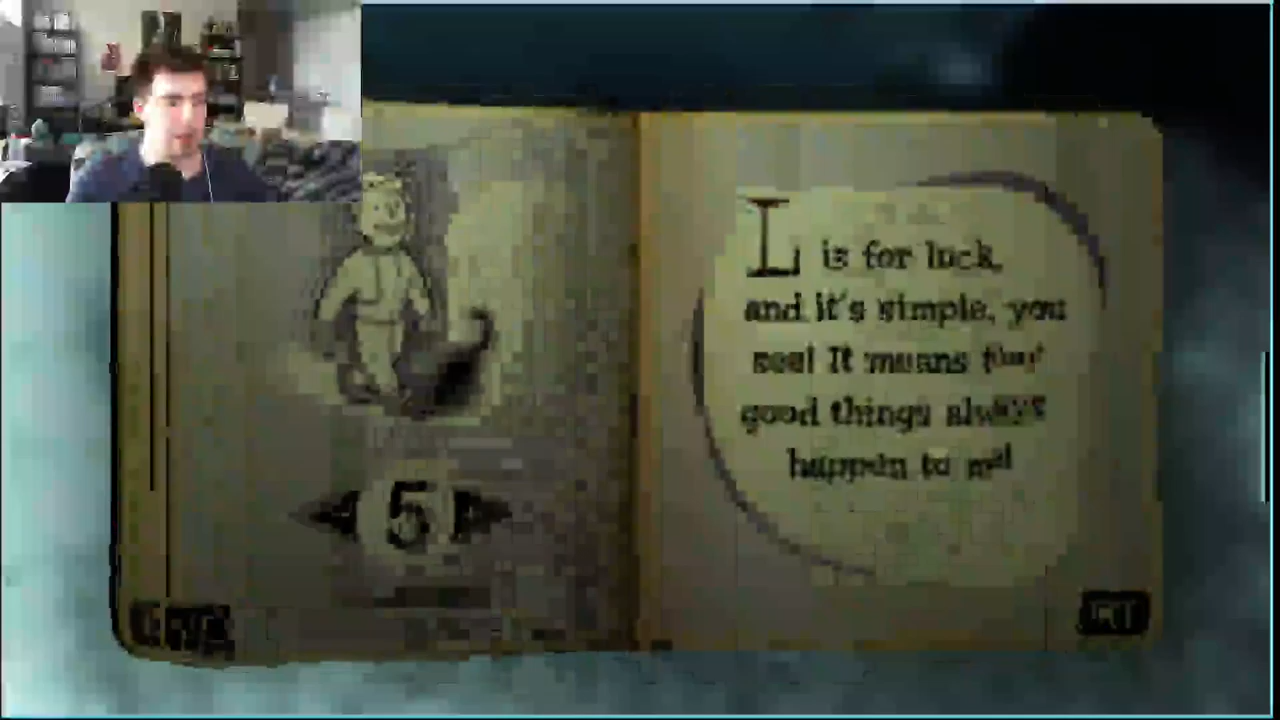 L is for luck,
and it's simple, you
see! It means that
good things always
happen to me!
5